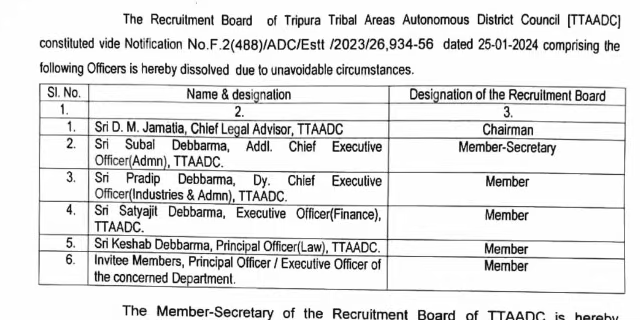 The Recruitment Board of Tripura Tribal Areas Autonomous District Council [TTAADC]
constituted vide Notification No.F.2(488)/ADC/Estt /2023/26,934-56 dated 25-01-2024 comprising the
following Officers is hereby dissolved due to unavoidable circumstances.
Sl. No. Name & designation Designation of the Recruitment Board
1. 2. 3.
1. Sri D. M. Jamatia, Chief Legal Advisor, TTAADC Chairman
2. Sri Subal Debbarma, Addl. Chief Executive Member-Secretary
Officer(Admn), TTAADC.
3. Sri Pradip Debbarma, Dy. Chief Executive Member
Officer(Industries & Admn), TTAADC.
4. Sri Satyajit Debbarma, Executive Officer(Finance), Member
TTAADC.
5. Sri Keshab Debbarma, Principal Officer(Law), TTAADC. Member
6. Invitee Members, Principal Officer / Executive Officer of Member
the concerned Department.
The Member-Secretary of the Recruitment Board of TTAADC is hereby